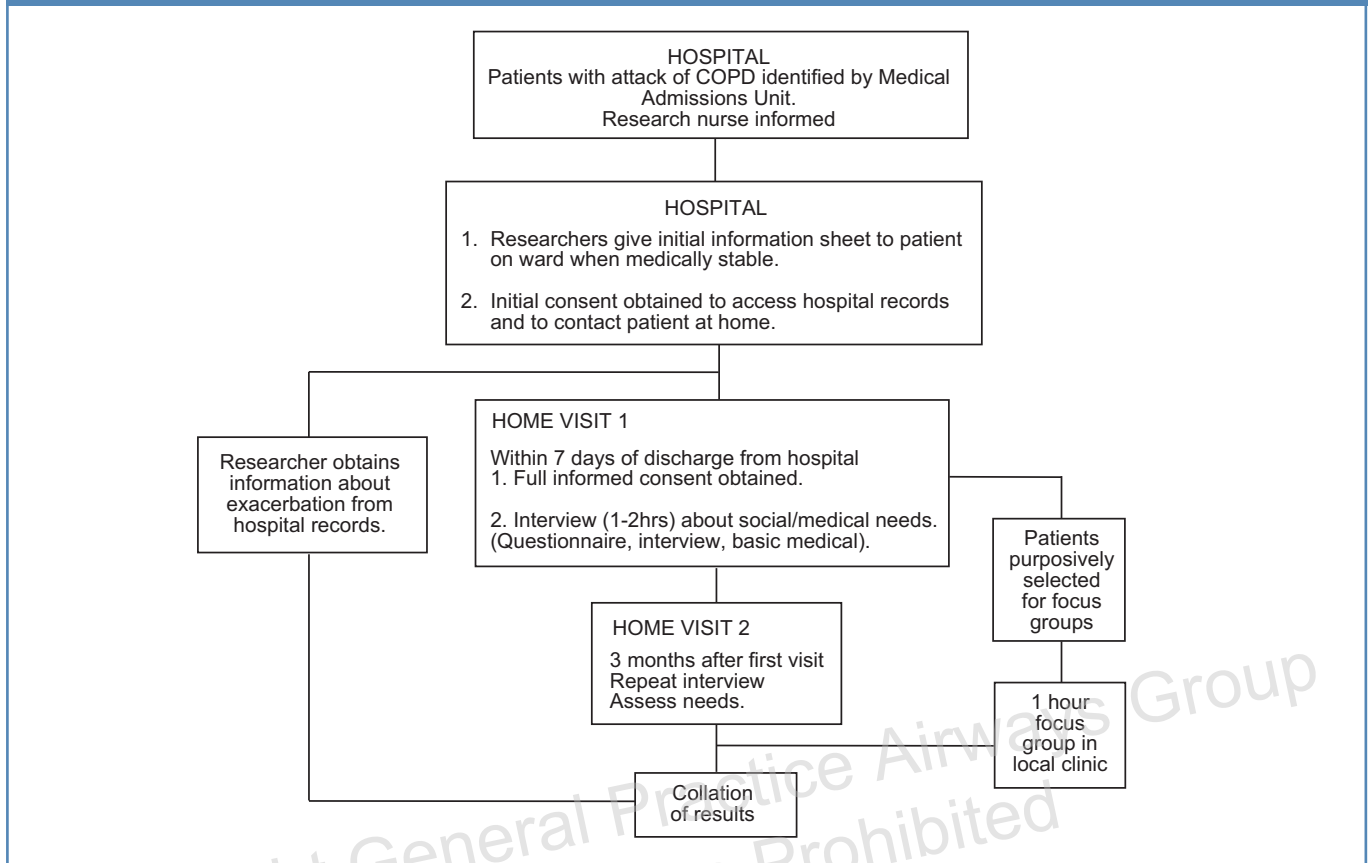 HOSPITAL
Patients with attack of COPD identified by Medical
Admissions Unit.
Research nurse informed
HOSPITAL
1. Researchers give initial information sheet to patient
on ward when medically stable.
2. Initial consent obtained to access hospital records
and to contact patient at home.
Researcher obtains
information about
exacerbation from
hospital records.
HOME VISIT 1
Within 7 days of discharge from hospital
1. Full informed consent obtained.
2. Interview (1-2hrs) about social/medical needs.
(Questionnaire, interview, basic medical).
Patients
purposively
selected
for focus
groups
HOME VISIT 2
3 months after first visit
Repeat interview
Assess needs.
1 hour
focus
group in
local clinic
Collation
of results
General Practice Airways Group
Prohibited